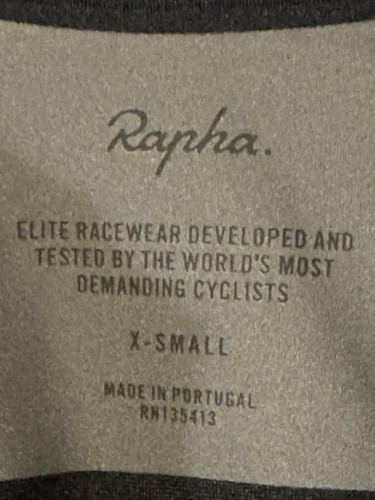 Rapha.
ELITE RACEWEAR DEVELOPED AND
TESTED BY THE WORLD'S MOST
DEMANDING CYCLISTS
X-SMALL
MADE IN PORTUGAL
RN135413